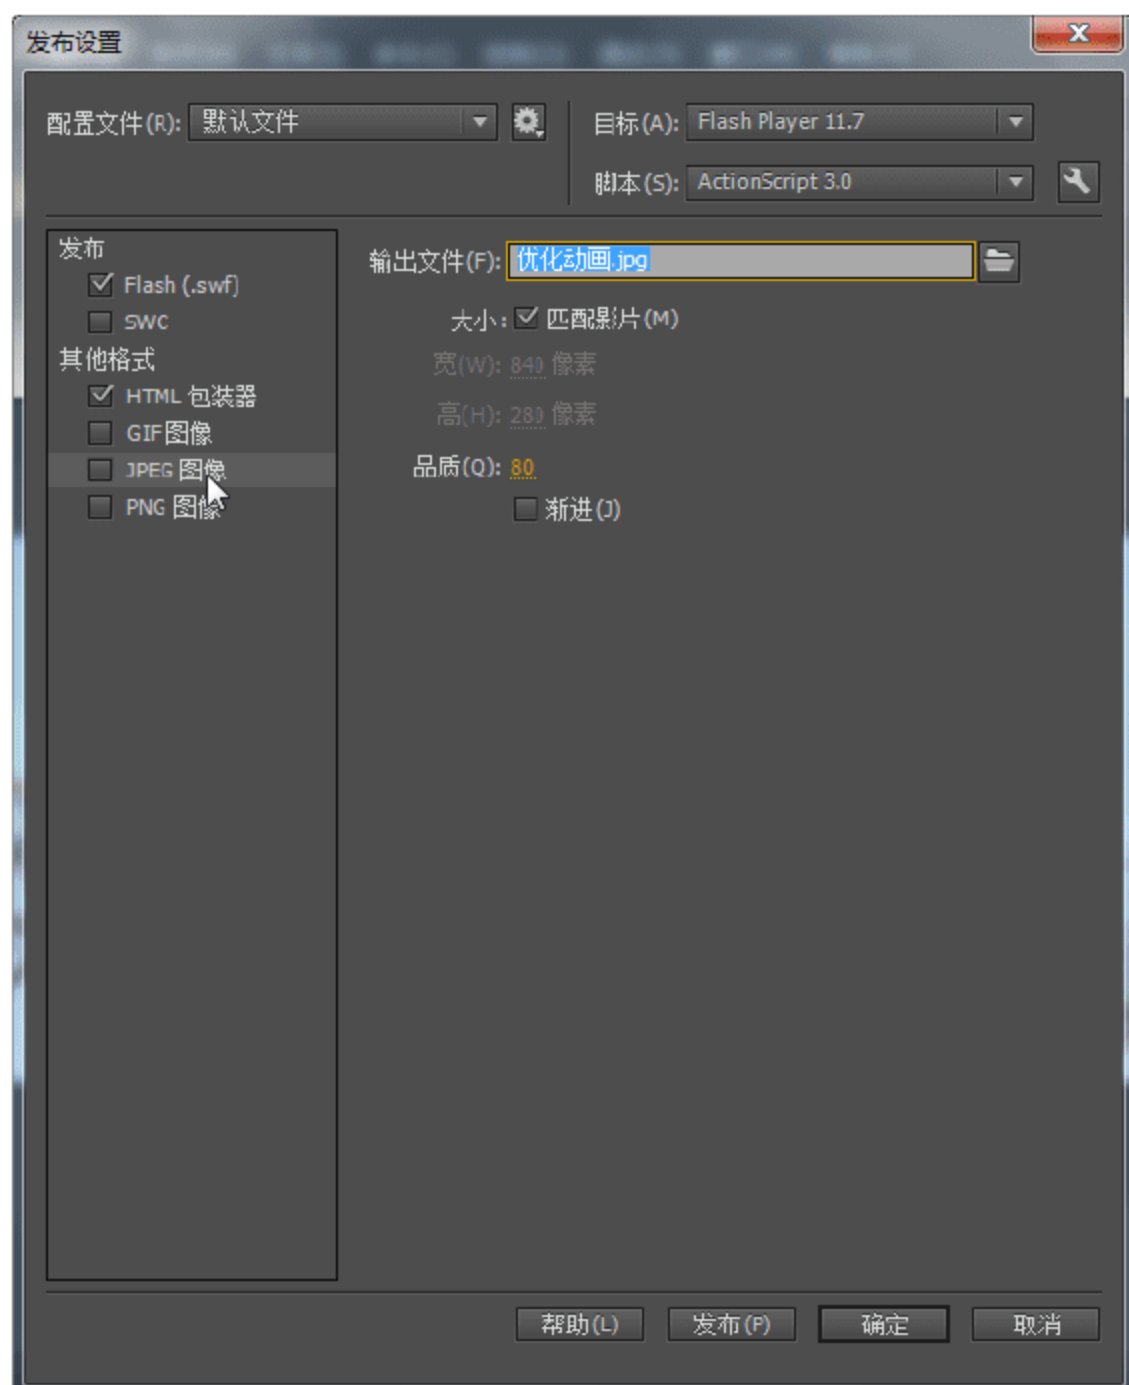 发布设置
配置文件(R): 默认文件
目标(A): Flash Player 11.7
脚本(S): ActionScript 3.0
发布
Flash (.swf)
SWC
其他格式
HTML 包装器
GIF图像
JPEG 图像
PNG 图像
输出文件(F): 优化动画.jpg
大小: 匹配影片(M)
宽(W): 840 像素
高(H): 280 像素
品质(Q): 80
渐进(J)
帮助(L) 发布(P) 确定 取消